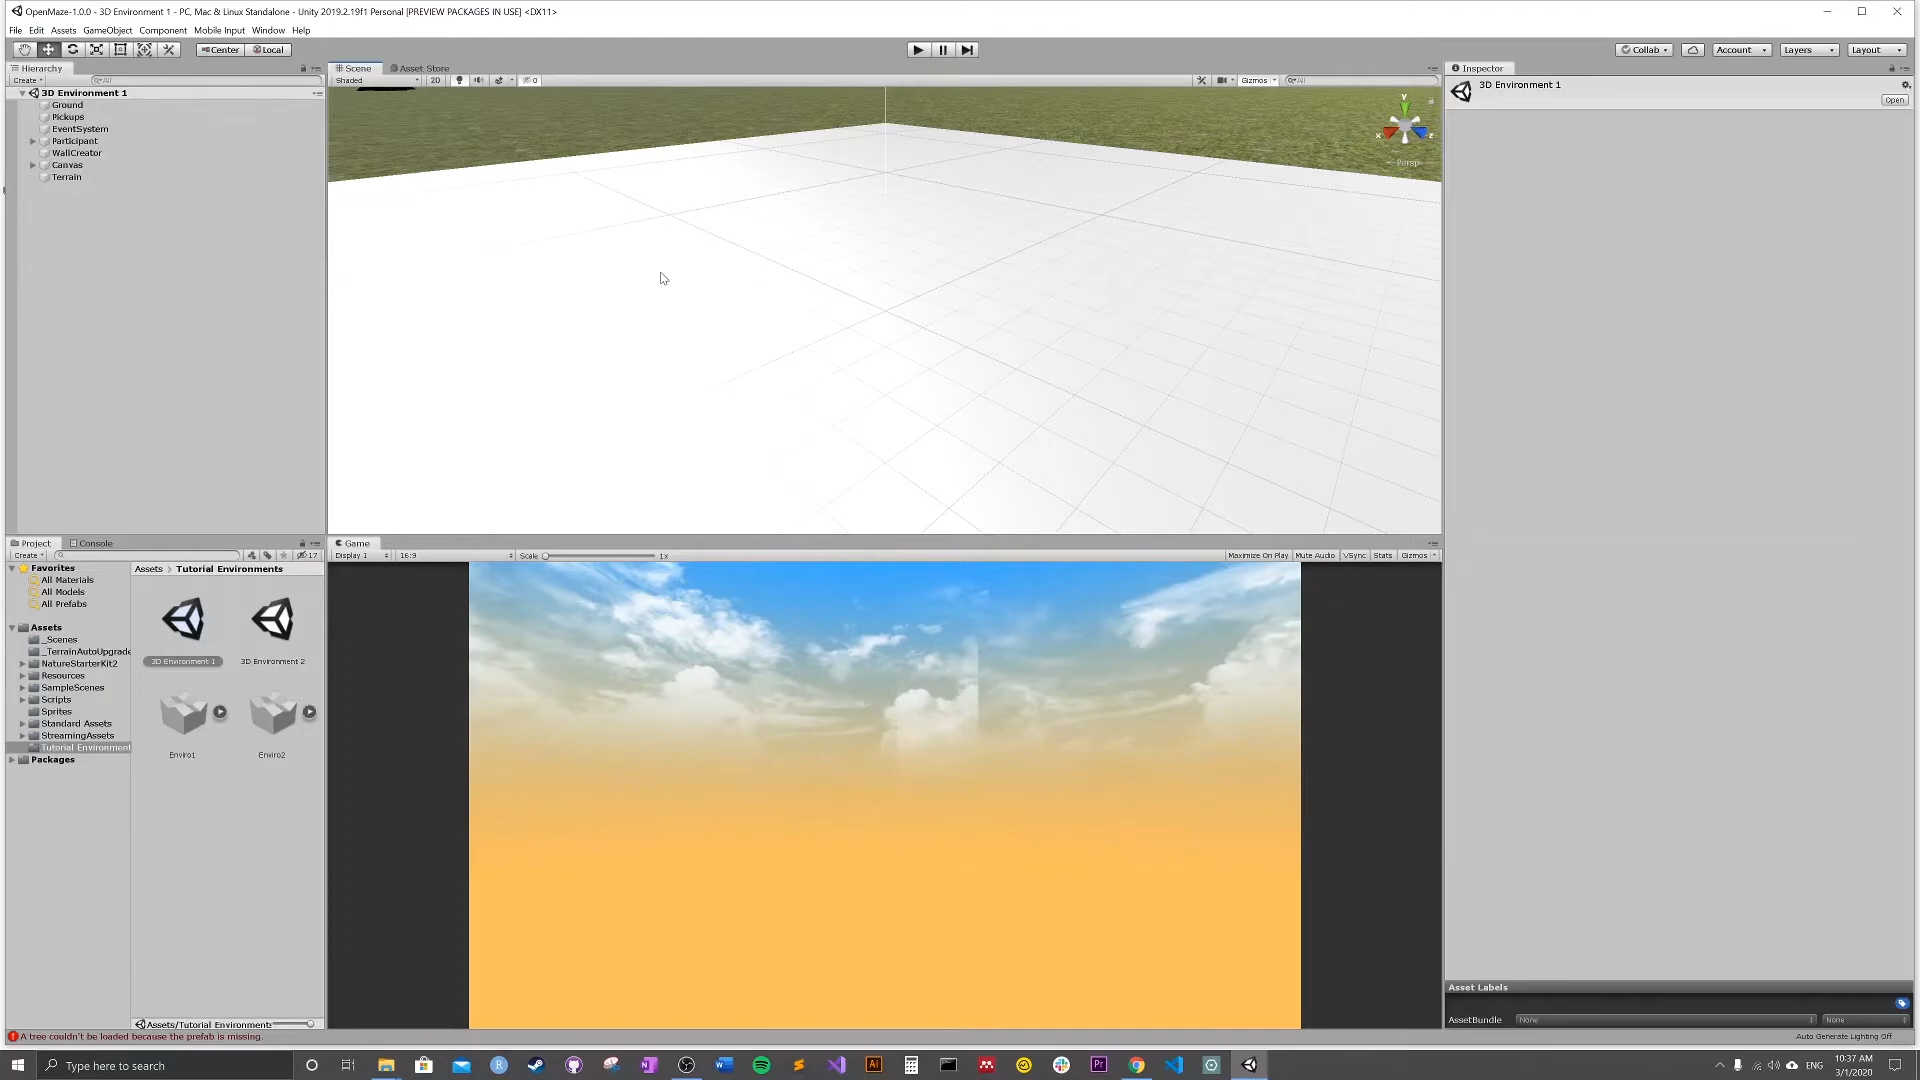 OpenMaze-1.0.0 - 3D Environment 1 - PC, Mac & Linux Standalone - Unity 2019.2.19f1 Personal [PREVIEW PACKAGES IN USE] <DX11>
File Edit Assets GameObject Component Mobile Input Window Help
Center Local Collab Account Layers Layout
Hierarchy
Create All
3D Environment 1
Ground
Pickups
EventSystem
Participant
WallCreator
Canvas
Terrain
Scene Asset Store
Shaded 2D 0 Gizmos All
y
x z
Persp
Inspector
3D Environment 1
Open
Project Console
Create 17
Favorites
All Materials
All Models
All Prefabs
Assets
_Scenes
_TerrainAutoUpgrade
NatureStarterKit2
Resources
SampleScenes
Scripts
Sprites
Standard Assets
StreamingAssets
Tutorial Environment
Packages
Assets > Tutorial Environments
3D Environment 1 3D Environment 2
Enviro1 Enviro2
Assets/Tutorial Environments
Game
Display 1 16:9 Scale 1x Maximize On Play Mute Audio VSync Stats Gizmos
Asset Labels
AssetBundle None None
A tree couldn't be loaded because the prefab is missing.
Auto Generate Lighting Off
Type here to search
ENG
10:37 AM
3/1/2020